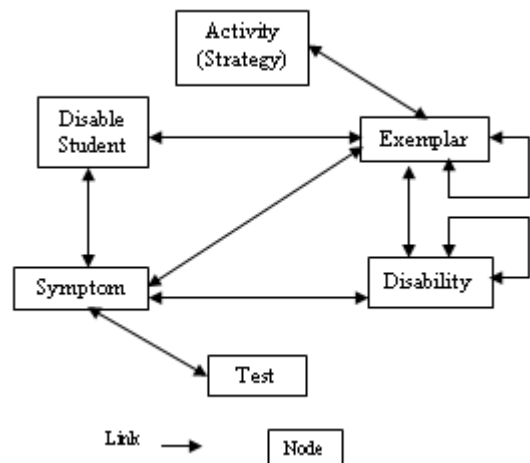 Activity
(Strategy)
Disable
Student
Exemplar
Symptom
Disability
Test
Link
Node